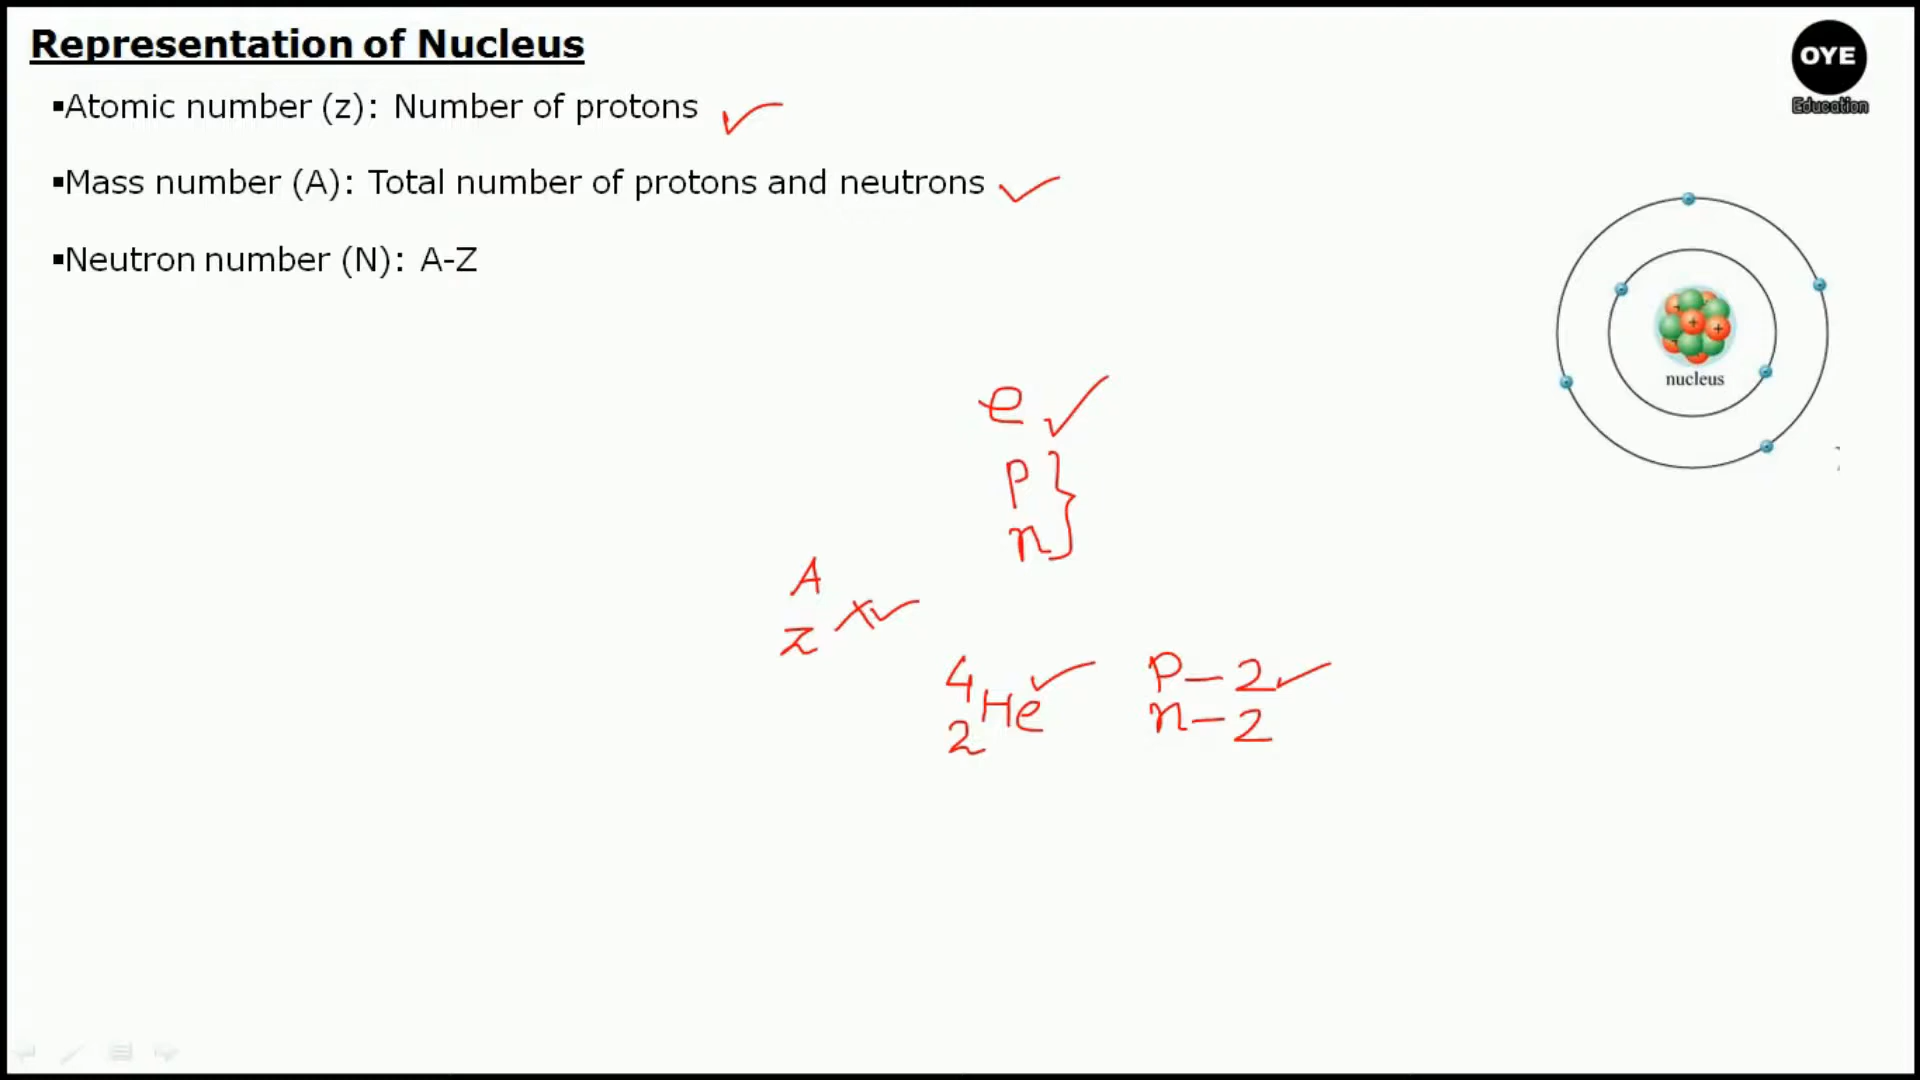 Representation of Nucleus
OYE
Education
▪Atomic number (z): Number of protons
▪Mass number (A): Total number of protons and neutrons
▪Neutron number (N): A-Z
+
+
nucleus
e
p
n
A
z X
4
2 He
P - 2
n - 2